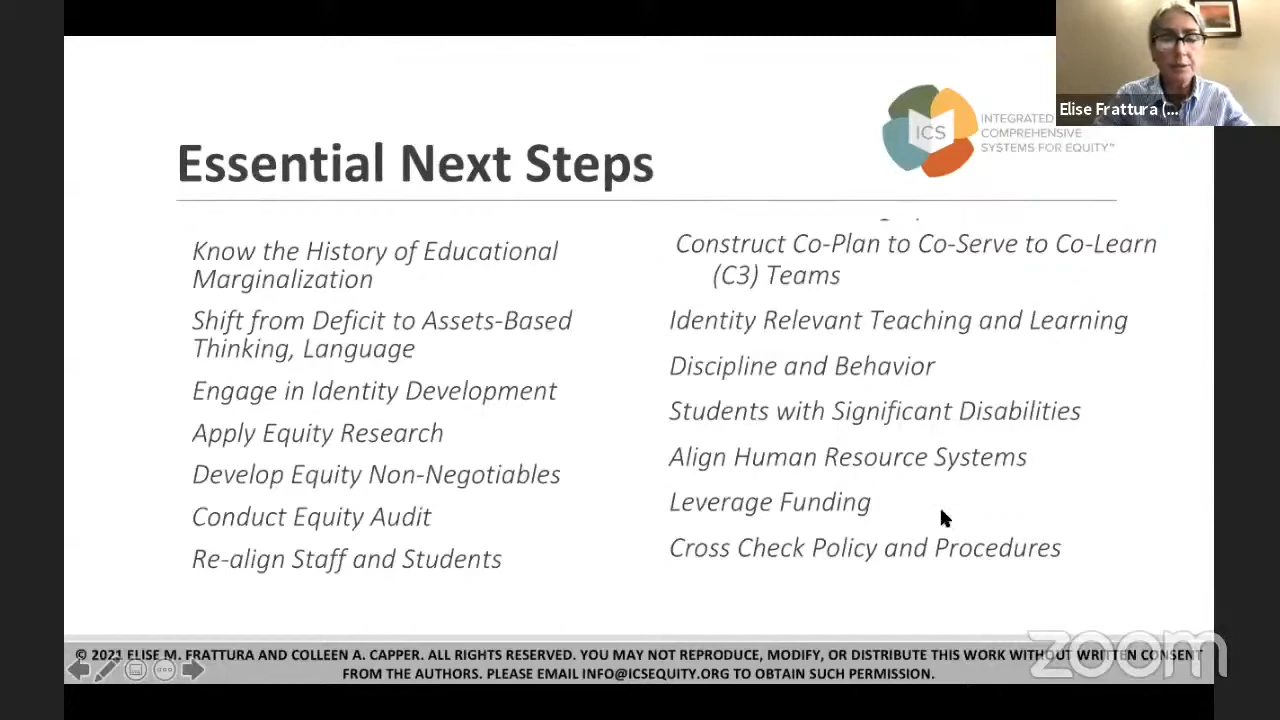 Elise Frattura (...
ICS
INTEGRATED
COMPREHENSIVE
SYSTEMS FOR EQUITY™
Essential Next Steps
Know the History of Educational
Marginalization
Shift from Deficit to Assets-Based
Thinking, Language
Engage in Identity Development
Apply Equity Research
Develop Equity Non-Negotiables
Conduct Equity Audit
Re-align Staff and Students
Construct Co-Plan to Co-Serve to Co-Learn
(C3) Teams
Identity Relevant Teaching and Learning
Discipline and Behavior
Students with Significant Disabilities
Align Human Resource Systems
Leverage Funding
Cross Check Policy and Procedures
© 2021 ELISE M. FRATTURA AND COLLEEN A. CAPPER. ALL RIGHTS RESERVED. YOU MAY NOT REPRODUCE, MODIFY, OR DISTRIBUTE THIS WORK WITHOUT WRITTEN CONSENT
FROM THE AUTHORS. PLEASE EMAIL INFO@ICSEQUITY.ORG TO OBTAIN SUCH PERMISSION.
zoom